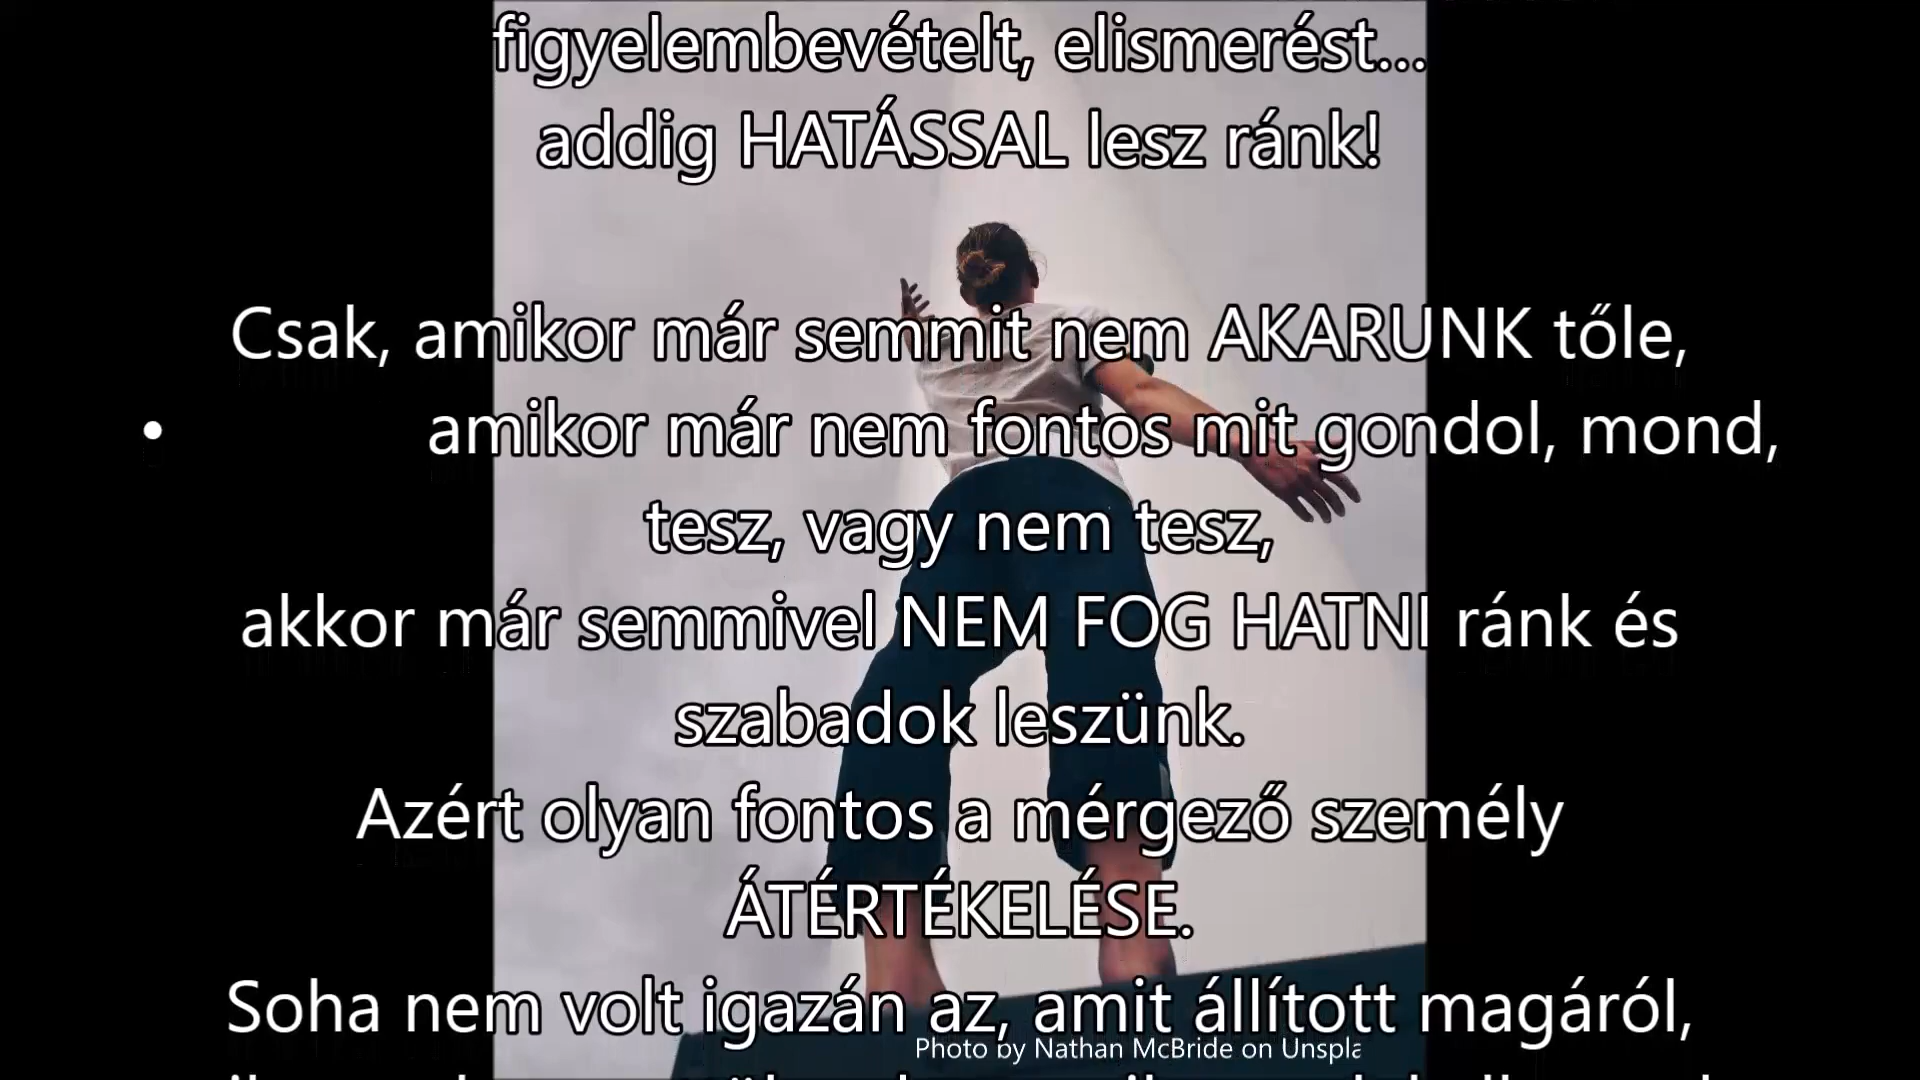 figyelembevételt, elismerést...
addig HATÁSSAL lesz ránk!
Csak, amikor már semmit nem AKARUNK tőle,
• amikor már nem fontos mit gondol, mond,
tesz, vagy nem tesz,
akkor már semmivel NEM FOG HATNI ránk és
szabadok leszünk.
Azért olyan fontos a mérgező személy
ÁTÉRTÉKELÉSE.
Soha nem volt igazán az, amit állított magáról,
Photo by Nathan McBride on Unspla